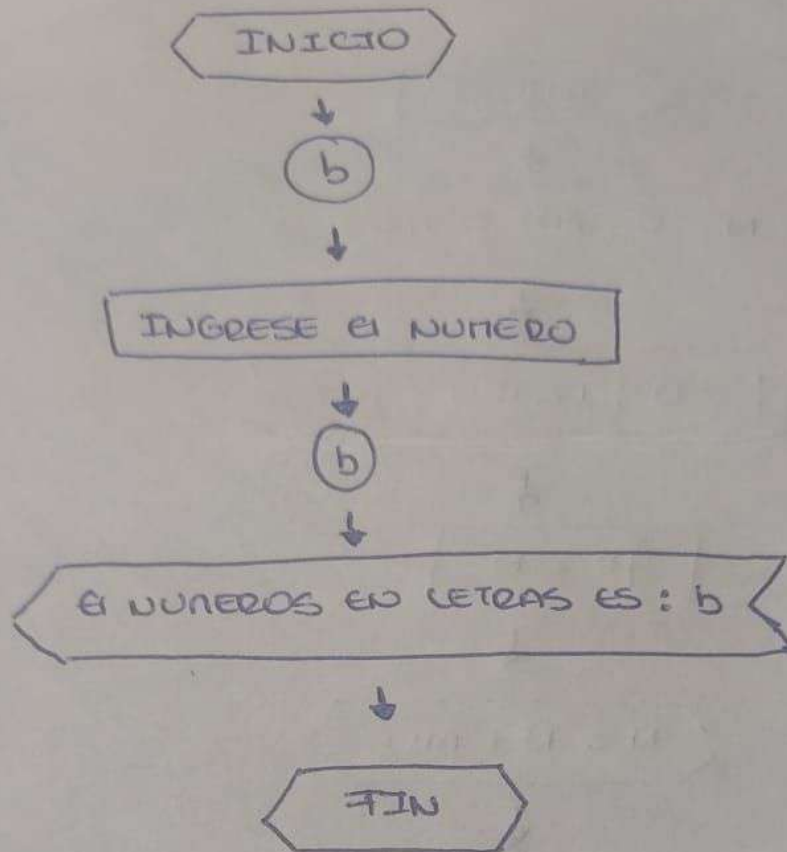 INICIO
b
INGRESE El NUMERO
b
El NUMEROS EN LETRAS ES : b
FIN